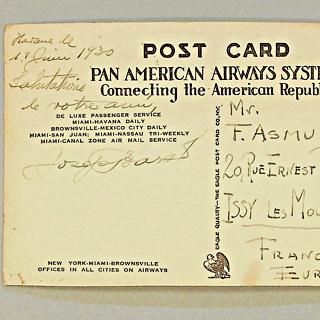 Havane le
19 Juin 1930
Salutations
de votre ami,
POST CARD
PAN AMERICAN AIRWAYS SYSTE
Connecting the American Republ
DE LUXE PASSENGER SERVICE
MIAMI-HAVANA DAILY
BROWNSVILLE-MEXICO CITY DAILY
MIAMI-SAN JUAN; MIAMI-NASSAU TRI-WEEKLY
MIAMI-CANAL ZONE AIR MAIL SERVICE
NEW YORK-MIAMI-BROWNSVILLE
OFFICES IN ALL CITIES ON AIRWAYS
EAGLE QUALITY-THE EAGLE POST CARD CO., NYC
Mr.
F. ASMU
20, RUE ERNEST
ISSY LES MOU
FRANC
EUR